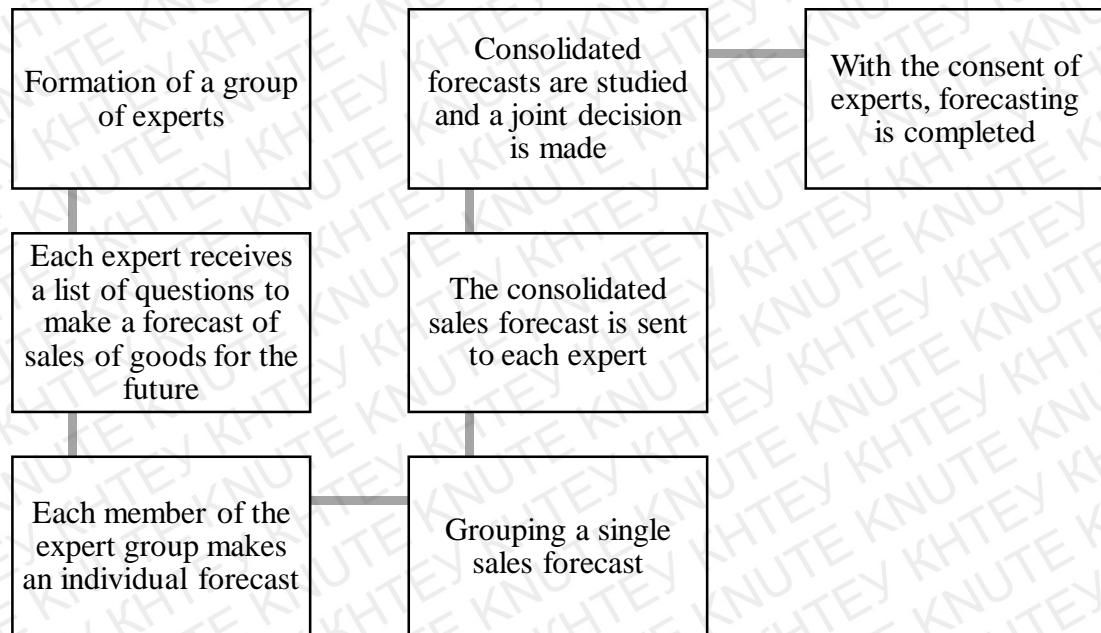 Formation of a group
of experts
Each expert receives
a list of questions to
make a forecast of
sales of goods for the
future
Each member of the
expert group makes
an individual forecast
Grouping a single
sales forecast
The consolidated
sales forecast is sent
to each expert
Consolidated
forecasts are studied
and a joint decision
is made
With the consent of
experts, forecasting
is completed